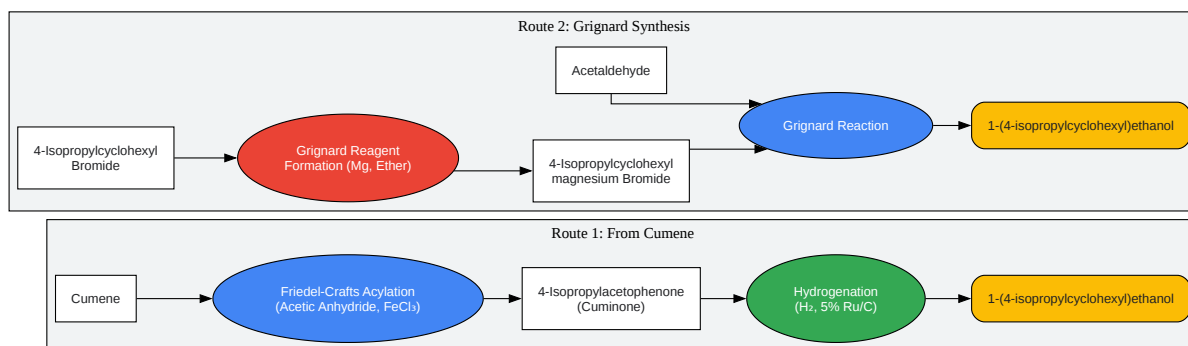 Route 2: Grignard Synthesis
Acetaldehyde
4-Isopropylcyclohexyl
Bromide
Grignard Reagent
Formation (Mg, Ether)
4-Isopropylcyclohexyl
magnesium Bromide
Grignard Reaction
1-(4-isopropylcyclohexyl)ethanol
Route 1: From Cumene
Cumene
Friedel-Crafts Acylation
(Acetic Anhydride, FeCl₃)
4-Isopropylacetophenone
(Cuminone)
Hydrogenation
(H₂, 5% Ru/C)
1-(4-isopropylcyclohexyl)ethanol